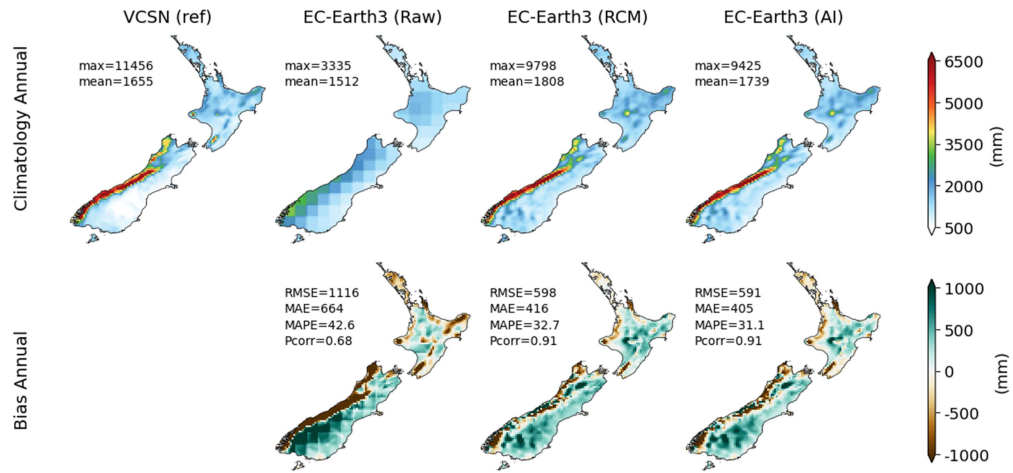 VCSN (ref)
EC-Earth3 (Raw)
EC-Earth3 (RCM)
EC-Earth3 (AI)
Climatology Annual
max=11456
mean=1655
max=3335
mean=1512
max=9798
mean=1808
max=9425
mean=1739
6500
5000
3500
2000
500
(mm)
Bias Annual
RMSE=1116
MAE=664
MAPE=42.6
Pcorr=0.68
RMSE=598
MAE=416
MAPE=32.7
Pcorr=0.91
RMSE=591
MAE=405
MAPE=31.1
Pcorr=0.91
1000
500
0
-500
-1000
(mm)